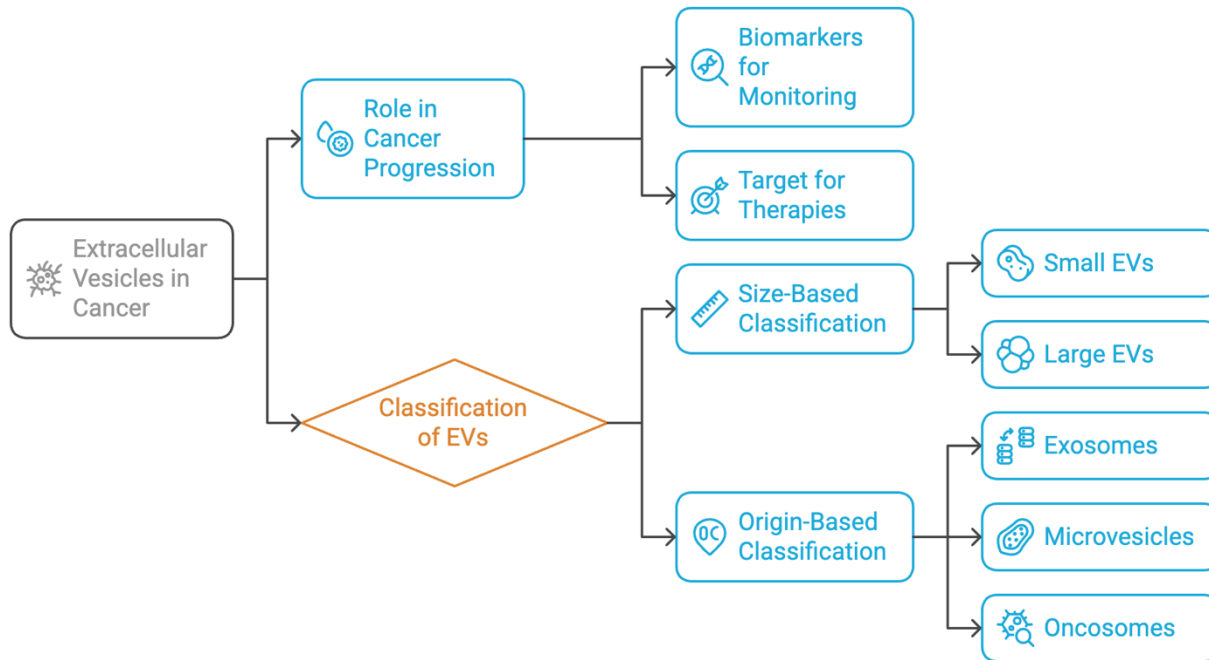 Extracellular
Vesicles in
Cancer
Role in
Cancer
Progression
Biomarkers
for
Monitoring
Target for
Therapies
Classification
of EVs
Size-Based
Classification
Small EVs
Large EVs
Origin-Based
Classification
OC
Exosomes
Microvesicles
Oncosomes